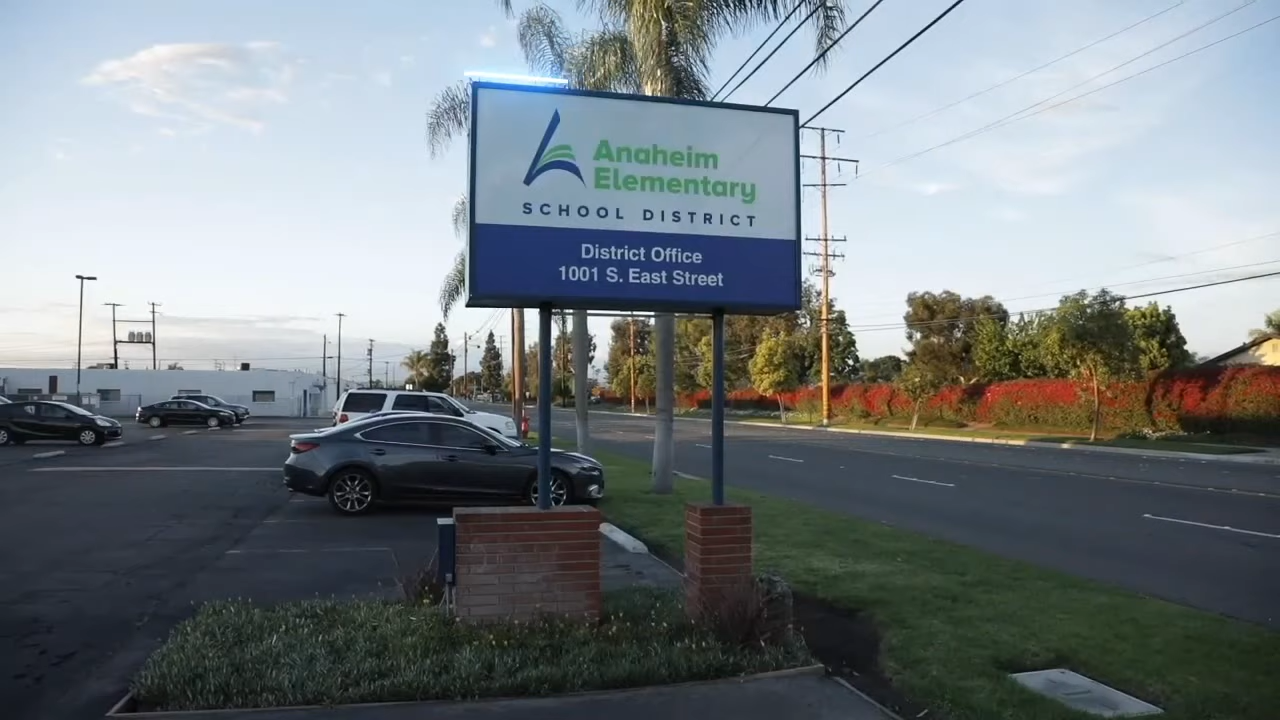 Anaheim
Elementary
SCHOOL DISTRICT
District Office
1001 S. East Street